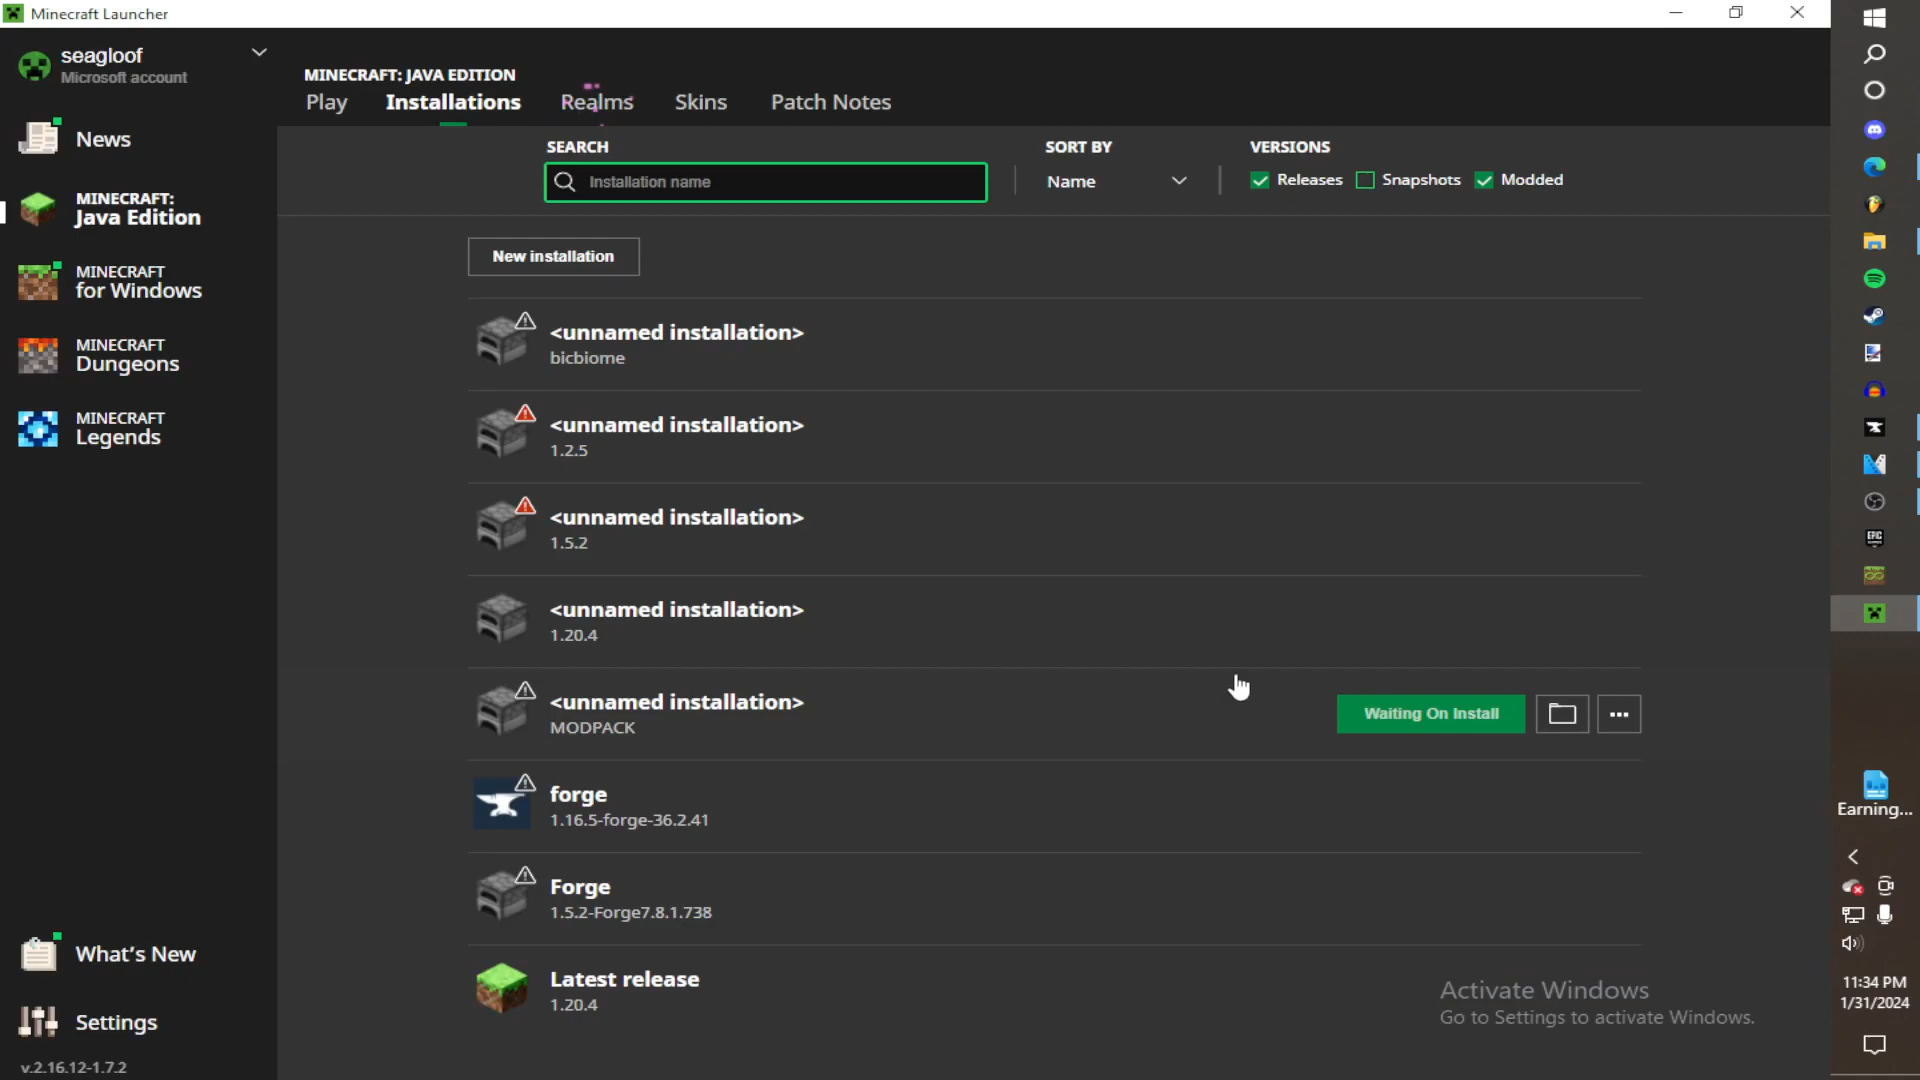 Minecraft Launcher
seagloof
Microsoft account
News
MINECRAFT:
Java Edition
MINECRAFT
for Windows
MINECRAFT
Dungeons
MINECRAFT
Legends
What's New
Settings
v.2.16.12-1.7.2
MINECRAFT: JAVA EDITION
Play Installations Realms Skins Patch Notes
SEARCH SORT BY VERSIONS
Installation name Name Releases Snapshots Modded
New installation
<unnamed installation>
bicbiome
<unnamed installation>
1.2.5
<unnamed installation>
1.5.2
<unnamed installation>
1.20.4
<unnamed installation>
MODPACK
Waiting On Install
forge
1.16.5-forge-36.2.41
Forge
1.5.2-Forge7.8.1.738
Latest release
1.20.4
Activate Windows
Go to Settings to activate Windows.
EPIC
Earning...
11:34 PM
1/31/2024